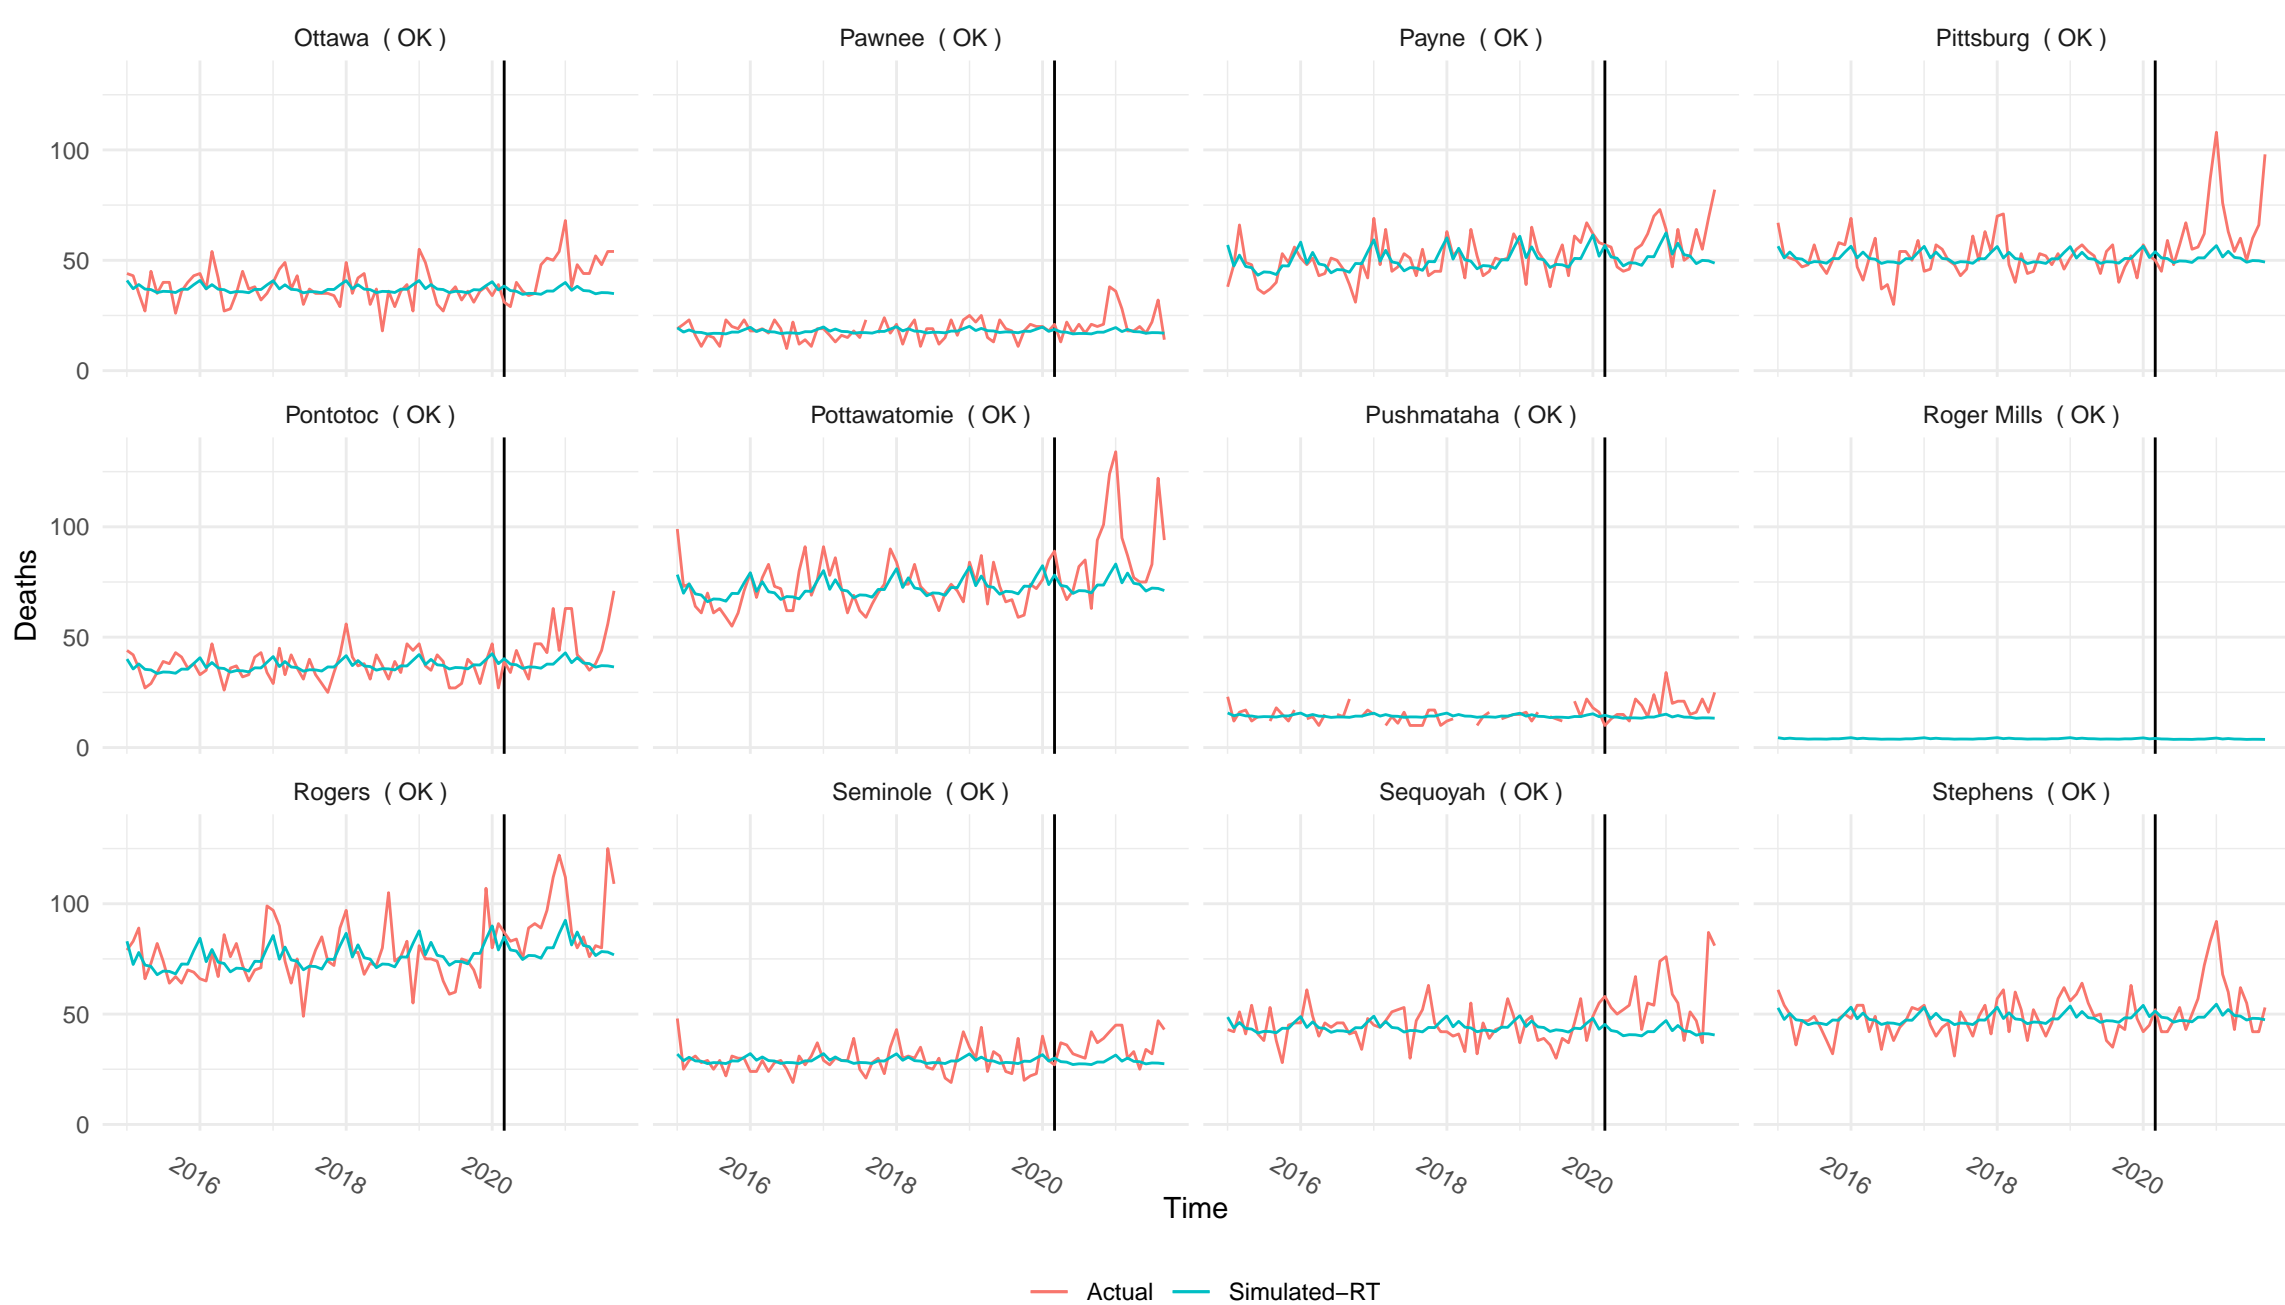 Ottawa ( OK )
Pawnee ( OK )
Payne ( OK )
Pittsburg ( OK )
100
50
0
Pontotoc ( OK )
Pottawatomie ( OK )
Pushmataha ( OK )
Roger Mills ( OK )
100
50
0
Deaths
Rogers ( OK )
Seminole ( OK )
Sequoyah ( OK )
Stephens ( OK )
100
50
0
2016 2018 2020
2016 2018 2020
2016 2018 2020
2016 2018 2020
Time
Actual
Simulated−RT